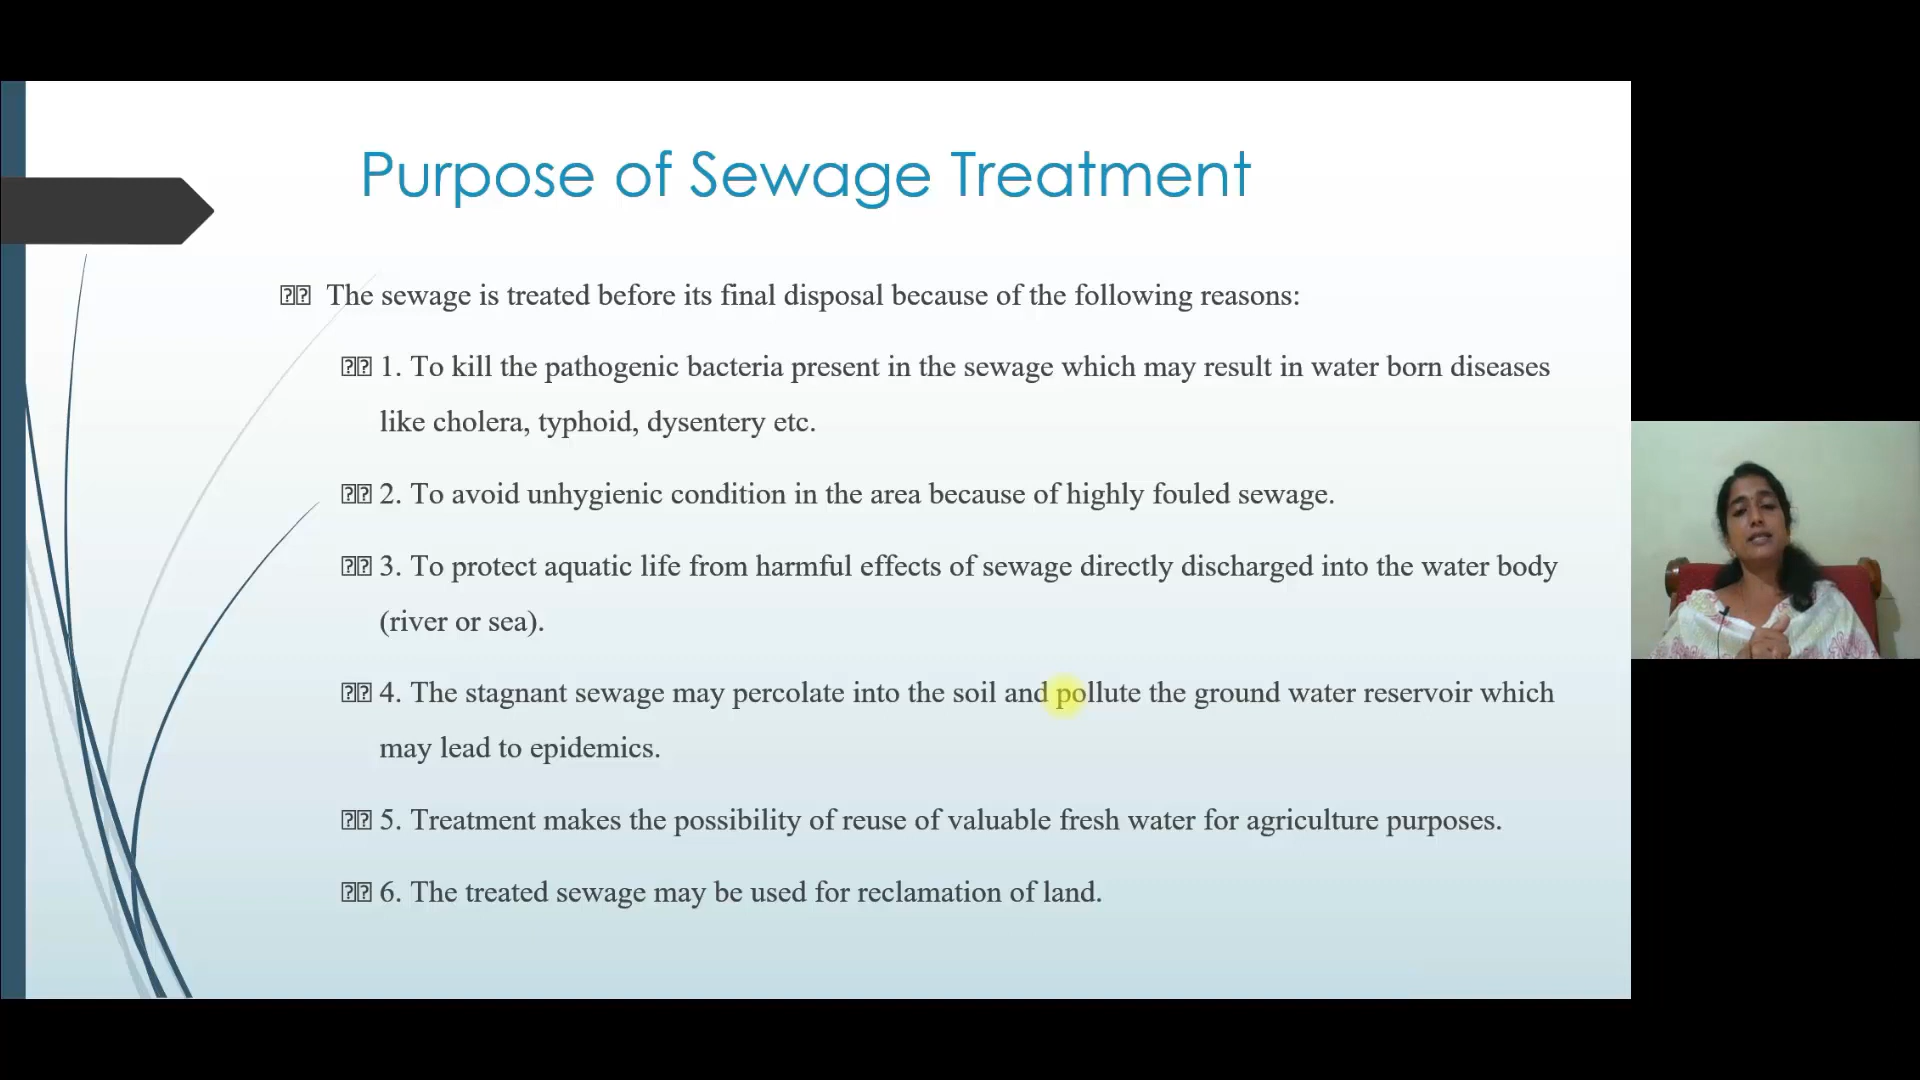 Purpose of Sewage Treatment
The sewage is treated before its final disposal because of the following reasons:
1. To kill the pathogenic bacteria present in the sewage which may result in water born diseases
like cholera, typhoid, dysentery etc.
2. To avoid unhygienic condition in the area because of highly fouled sewage.
3. To protect aquatic life from harmful effects of sewage directly discharged into the water body
(river or sea).
4. The stagnant sewage may percolate into the soil and pollute the ground water reservoir which
may lead to epidemics.
5. Treatment makes the possibility of reuse of valuable fresh water for agriculture purposes.
6. The treated sewage may be used for reclamation of land.